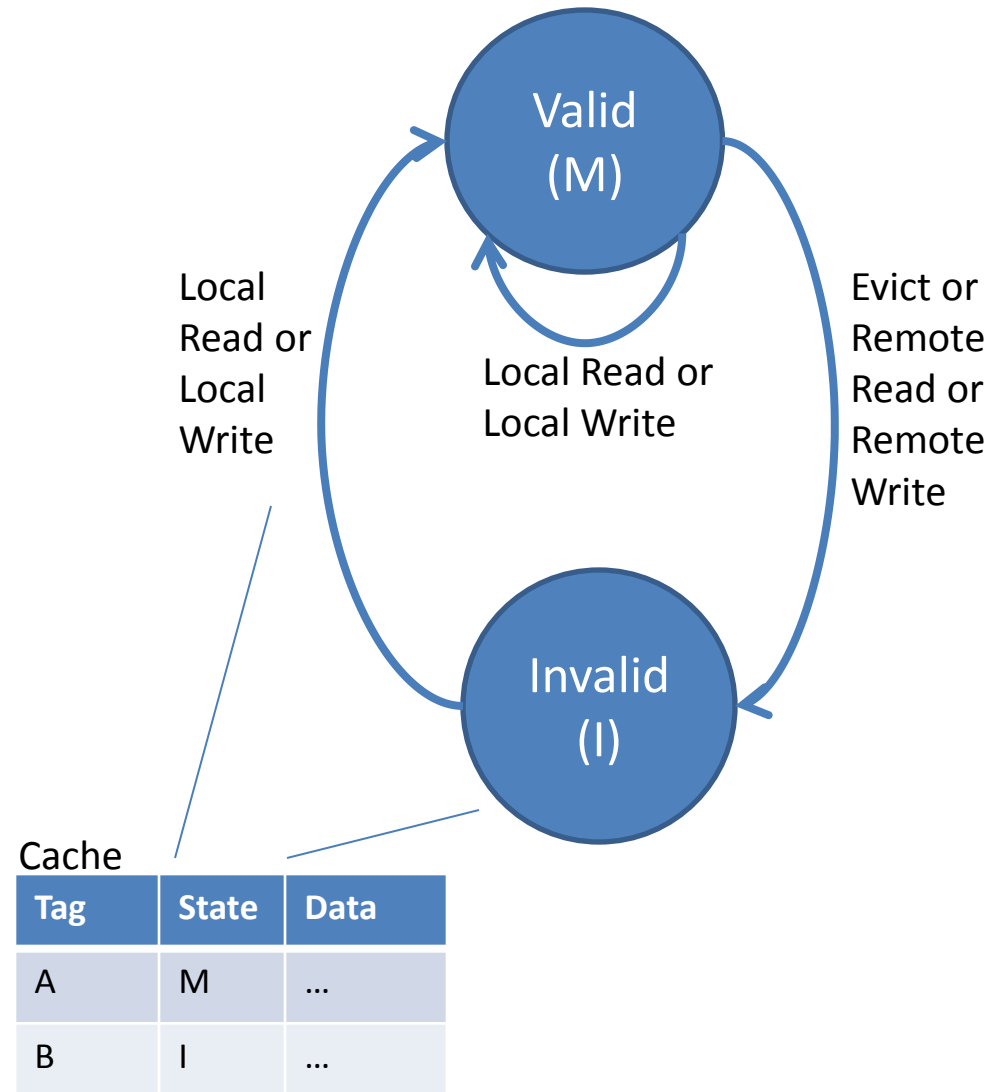 Valid
(M)
Local
Read or
Local
Write
Local Read or
Local Write
Evict or
Remote
Read or
Remote
Write
Invalid
(I)
Cache
Tag State Data
A M ...
B I ...